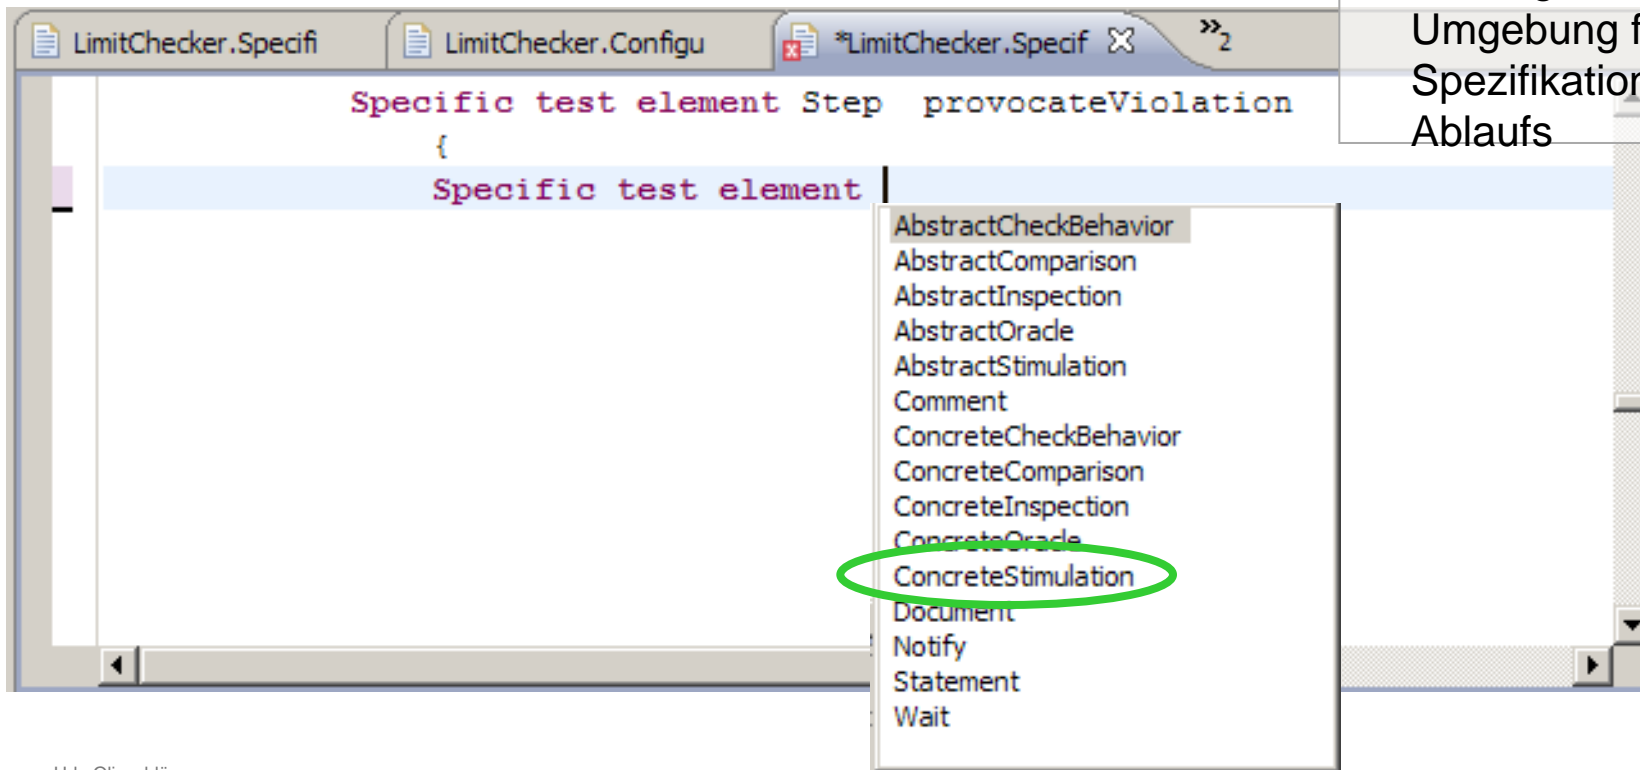 LimitChecker.Specifi LimitChecker.Configu *LimitChecker.Specif »2
Umgebung f
Spezifikation
Ablaufs
Specific test element Step provocateViolation
{
Specific test element
AbstractCheckBehavior
AbstractComparison
AbstractInspection
AbstractOracle
AbstractStimulation
Comment
ConcreteCheckBehavior
ConcreteComparison
ConcreteInspection
ConcreteOracle
ConcreteStimulation
Document
Notify
Statement
Wait